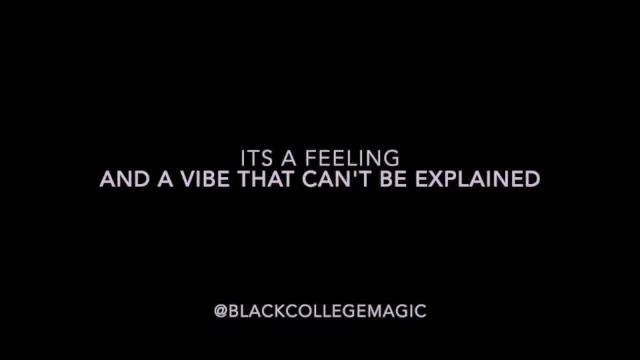 ITS A FEELING
AND A VIBE THAT CAN'T BE EXPLAINED
@BLACKCOLLEGEMAGIC